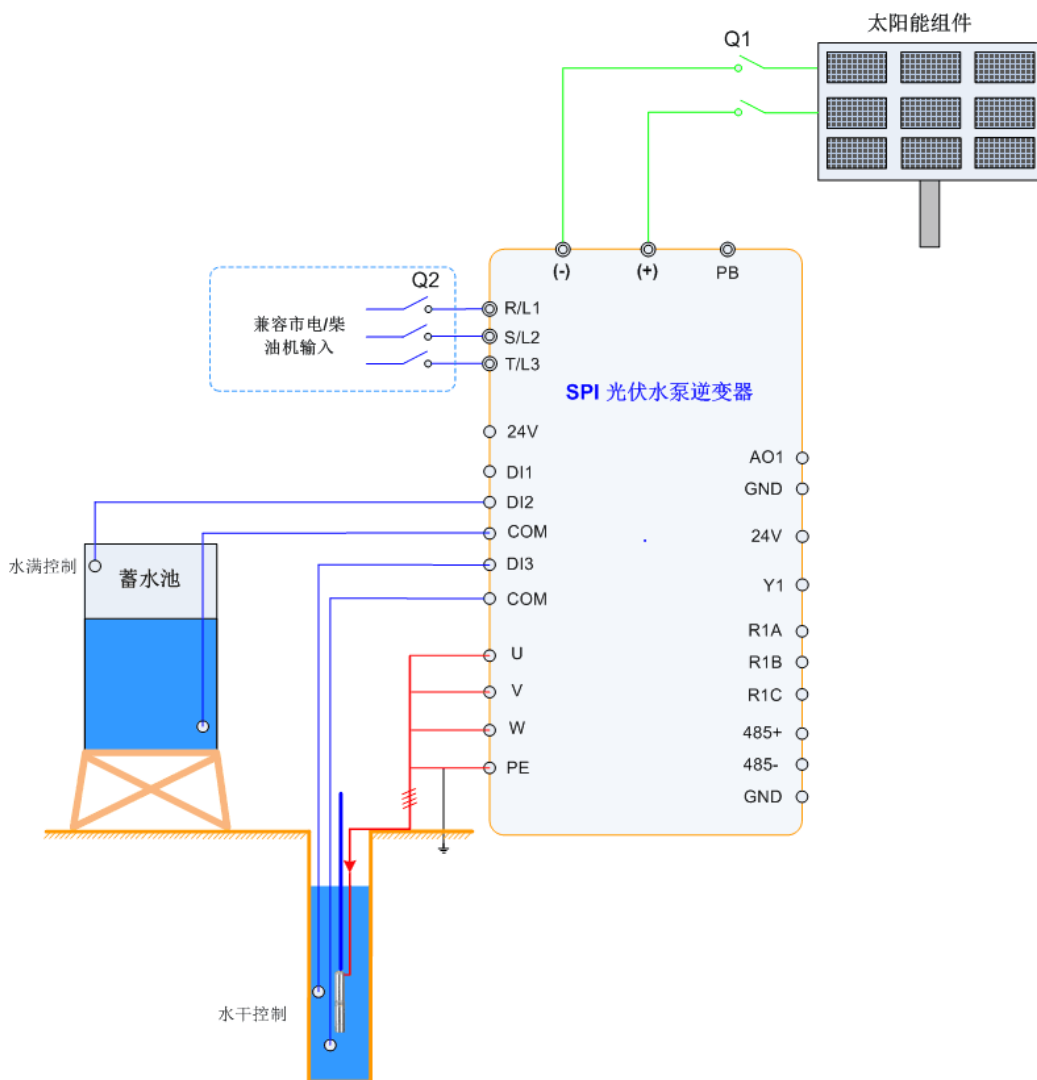 太阳能组件
Q1
(-)
(+)
PB
Q2
兼容市电/柴
油机输入
R/L1
S/L2
T/L3
SPI 光伏水泵逆变器
24V
DI1
DI2
COM
DI3
COM
U
V
W
PE
AO1
GND
24V
Y1
R1A
R1B
R1C
485+
485-
GND
水满控制
蓄水池
水干控制